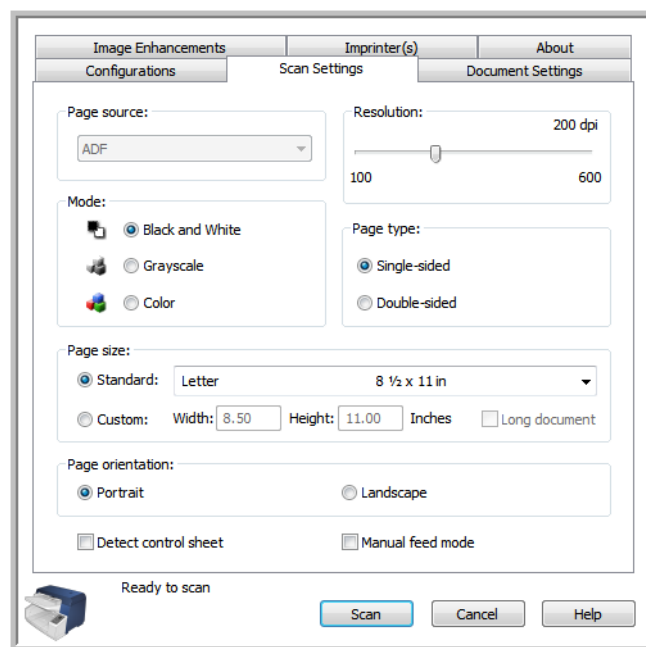 Image Enhancements Imprinter(s) About
Configurations Scan Settings Document Settings
Page source:
ADF
Resolution:
200 dpi
100 600
Mode:
Black and White
Grayscale
Color
Page type:
Single-sided
Double-sided
Page size:
Standard: Letter 8 ½ x 11 in
Custom: Width: 8.50 Height: 11.00 Inches Long document
Page orientation:
Portrait Landscape
Detect control sheet Manual feed mode
Ready to scan
Scan Cancel Help